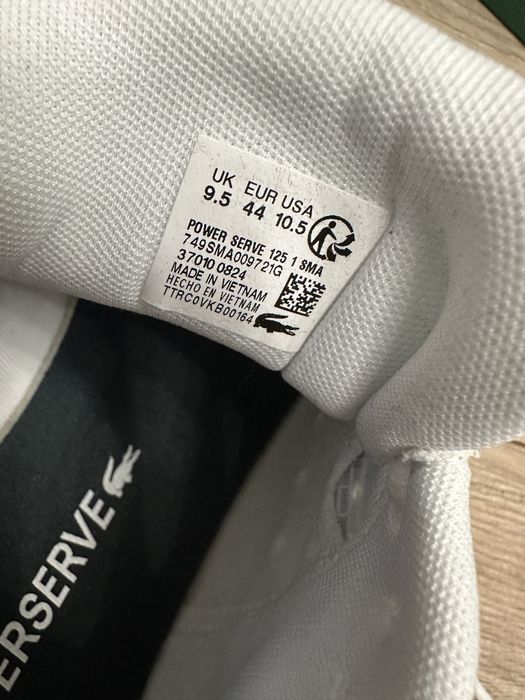 UK EUR USA
9.5 44 10.5
POWER SERVE 125 1 SMA
749SMA009721G
37010 0824
MADE IN VIETNAM
HECHO EN VIETNAM
TTRC0VKB00164
ERSERVE